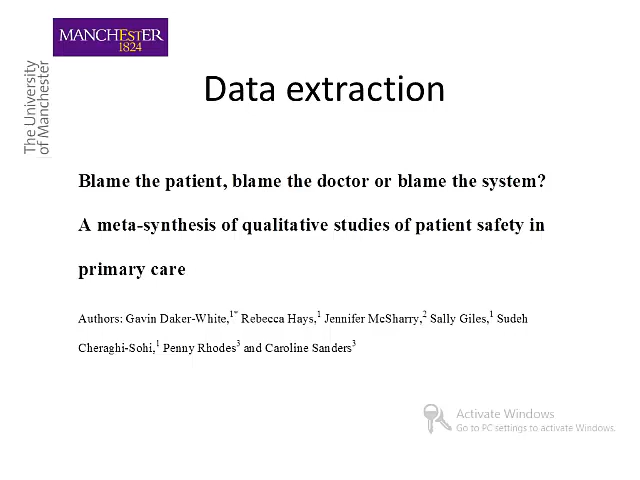 MANCHESTER
1824
The University
of Manchester
Data extraction
Blame the patient, blame the doctor or blame the system?
A meta-synthesis of qualitative studies of patient safety in
primary care
Authors: Gavin Daker-White,1* Rebecca Hays,1 Jennifer McSharry,2 Sally Giles,1 Sudeh
Cheraghi-Sohi,1 Penny Rhodes3 and Caroline Sanders3
Activate Windows
Go to PC settings to activate Windows.